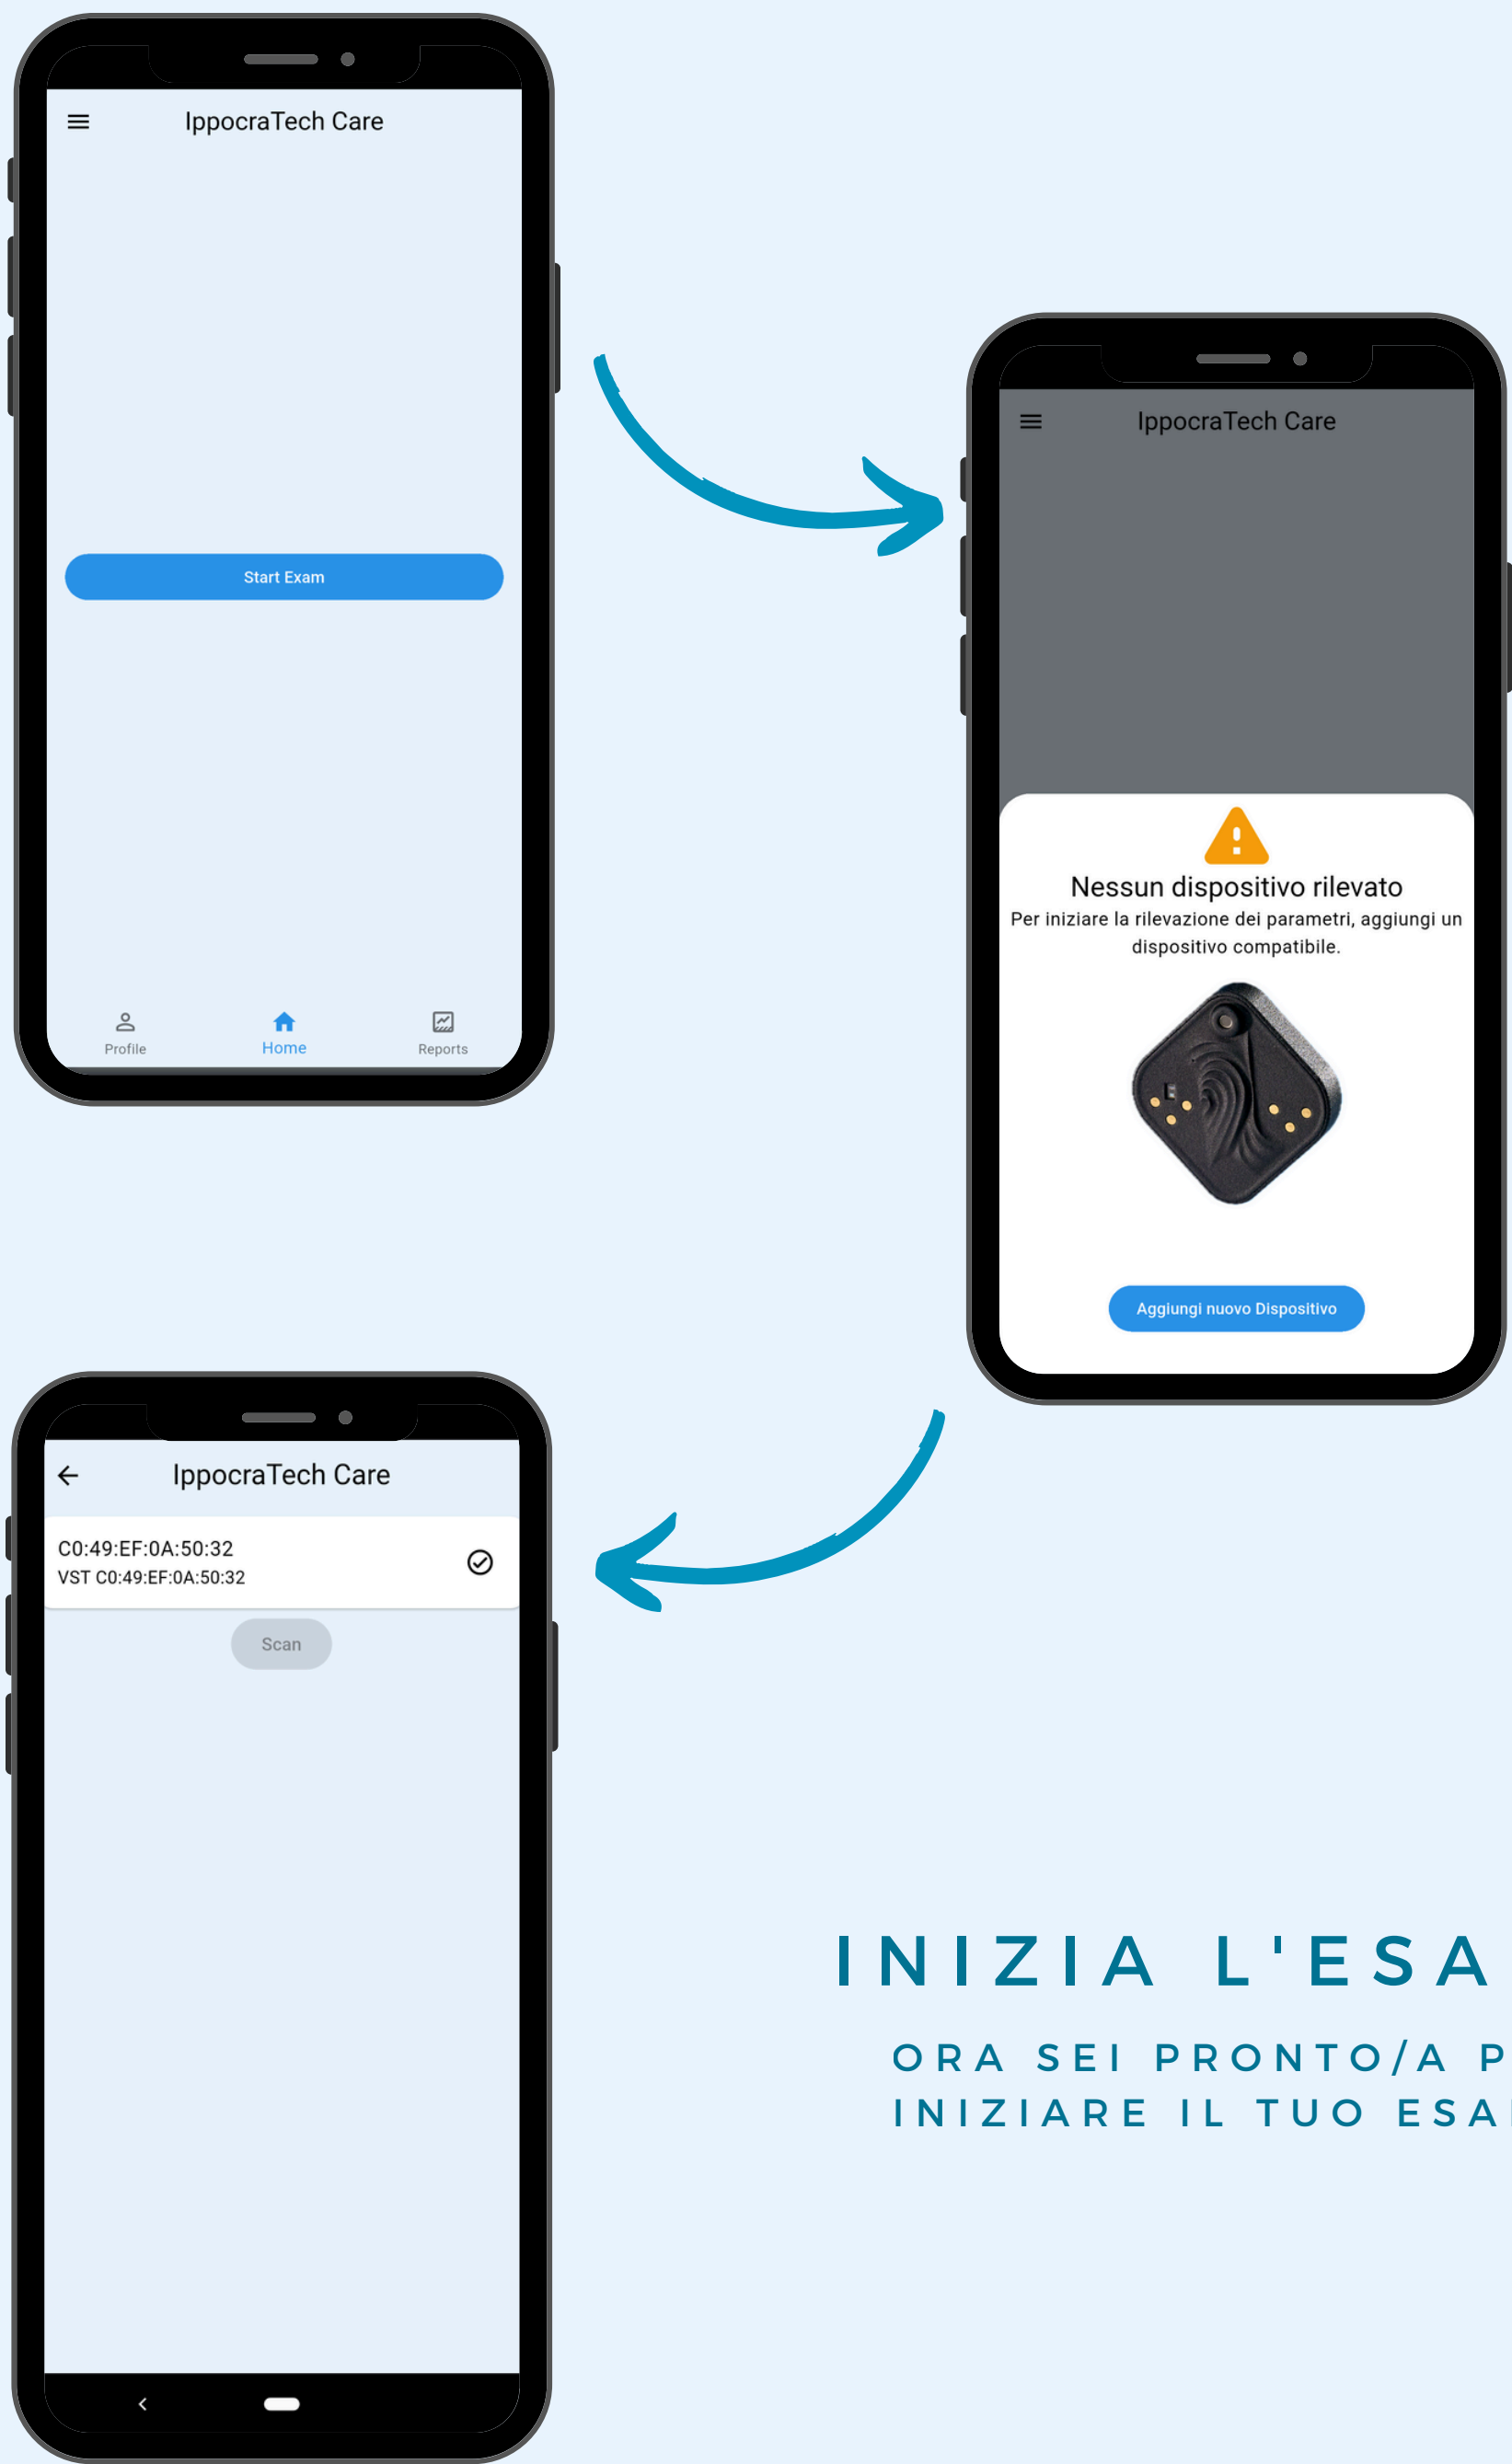 IppocraTech Care
Start Exam
Profile
Home
Reports
IppocraTech Care
Nessun dispositivo rilevato
Per iniziare la rilevazione dei parametri, aggiungi un
dispositivo compatibile.
Aggiungi nuovo Dispositivo
IppocraTech Care
C0:49:EF:0A:50:32
VST C0:49:EF:0A:50:32
Scan
INIZIA L'ESA
ORA SEI PRONTO/A P
INIZIARE IL TUO ESA